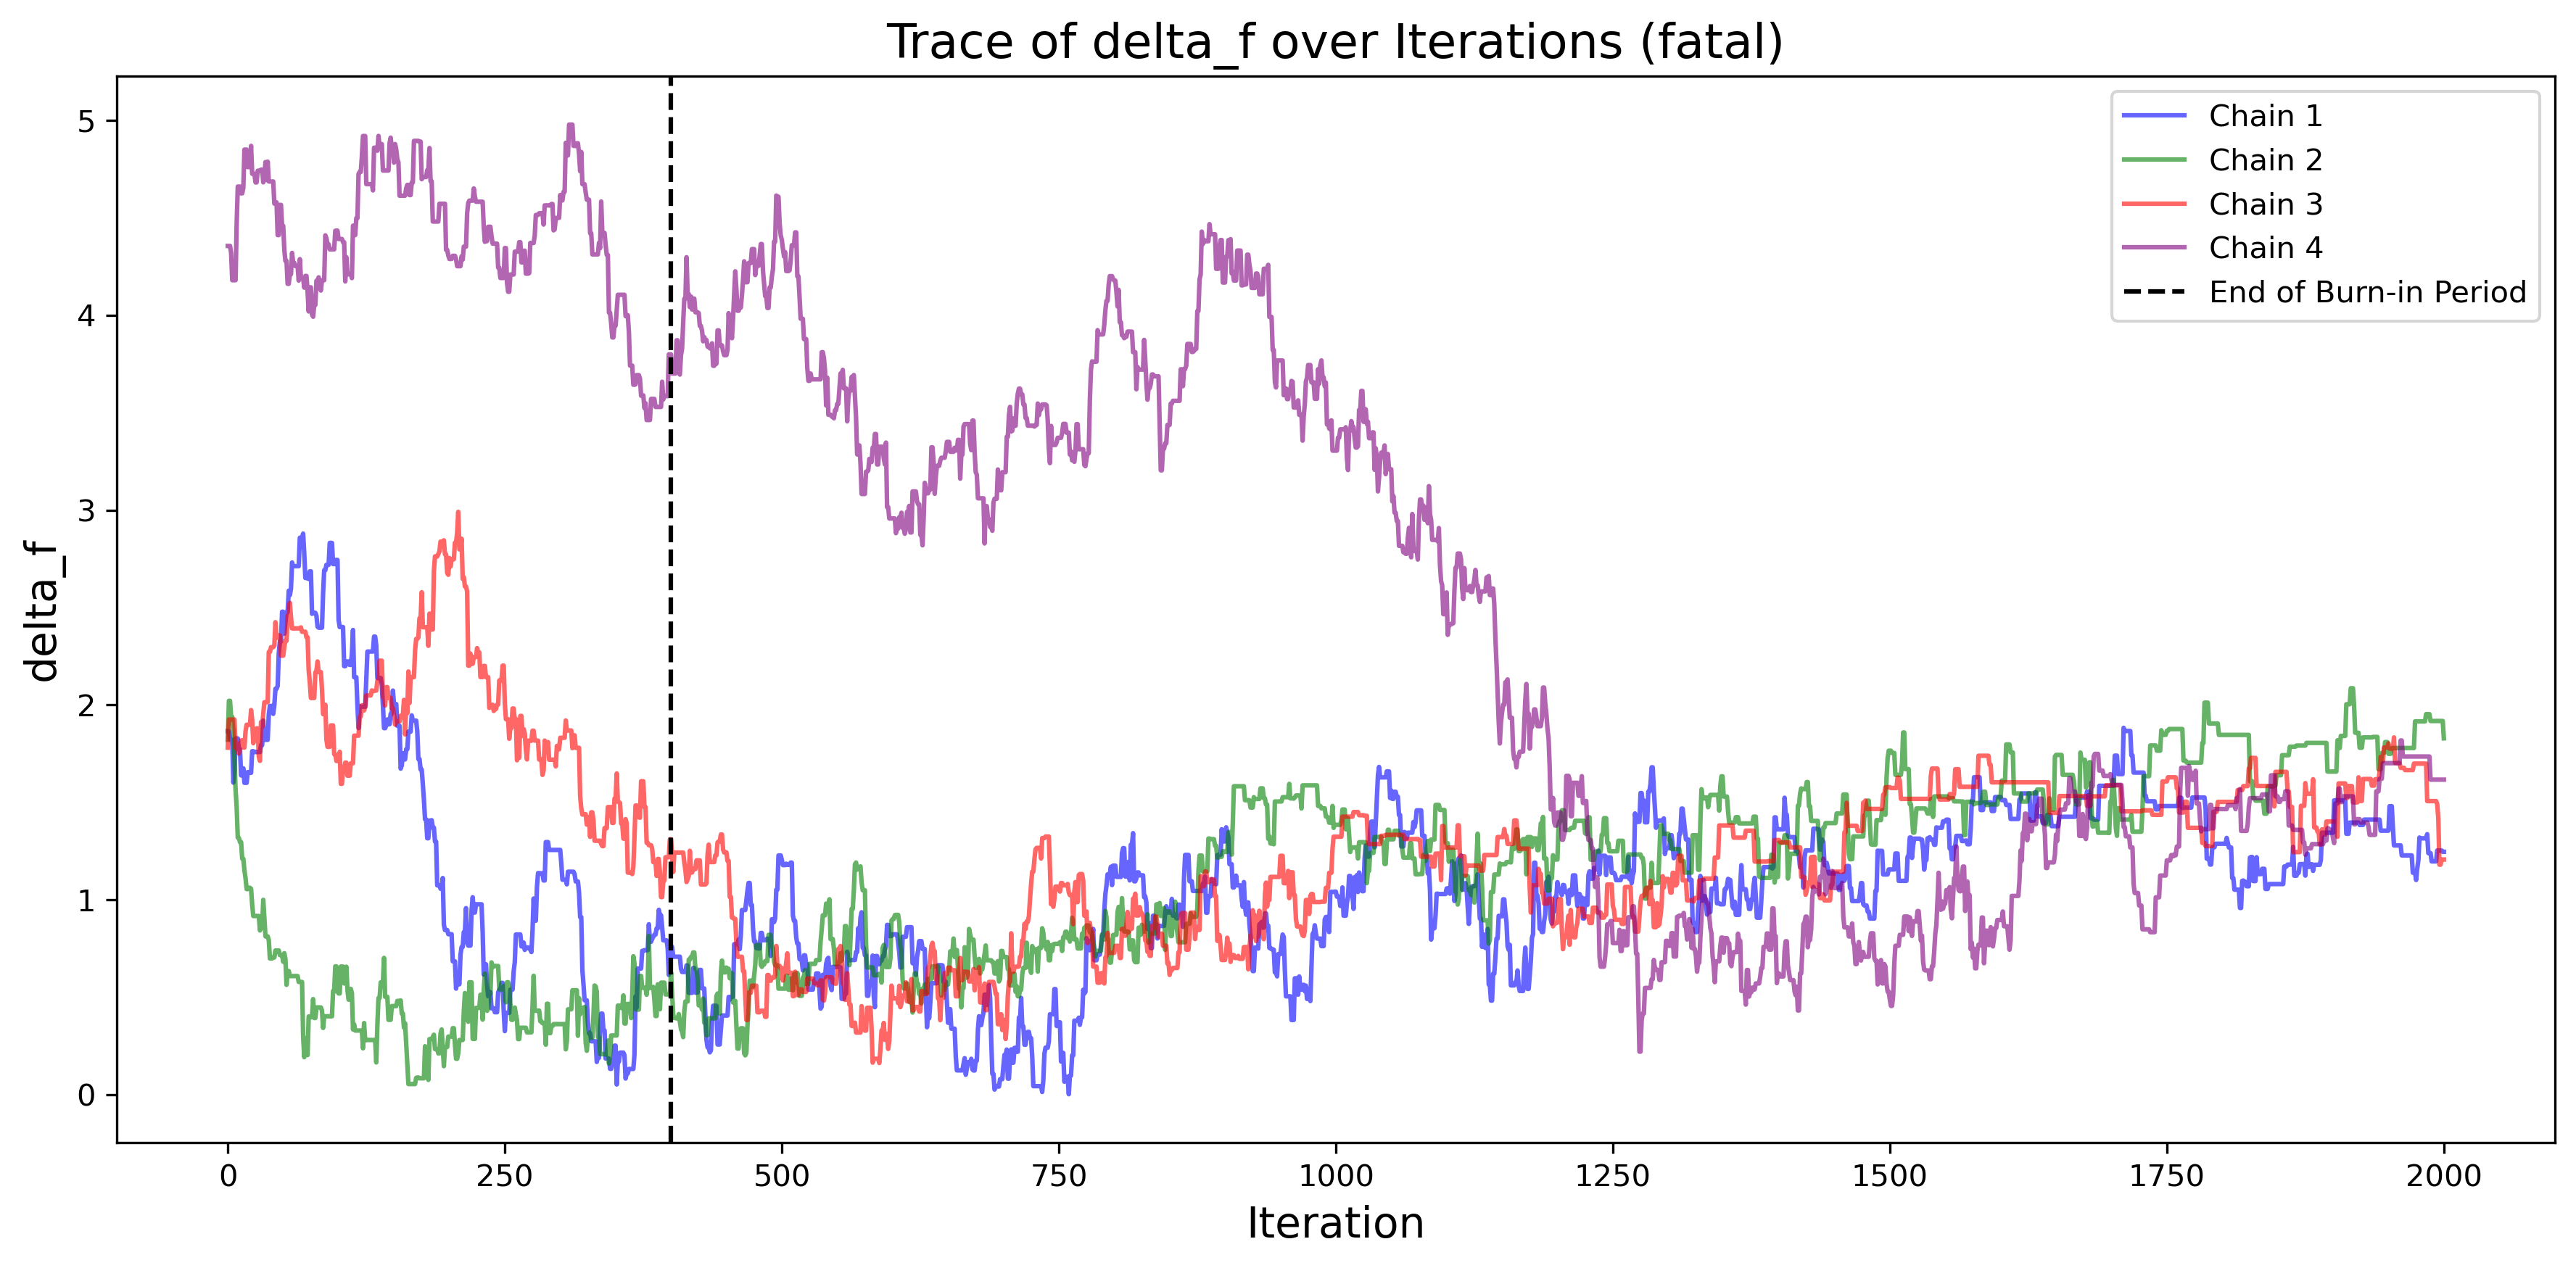 Trace of delta_f over Iterations (fatal)
Chain 1
Chain 2
Chain 3
Chain 4
End of Burn-in Period
5
4
3
2
1
0
delta_f
0 250 500 750 1000 1250 1500 1750 2000
Iteration